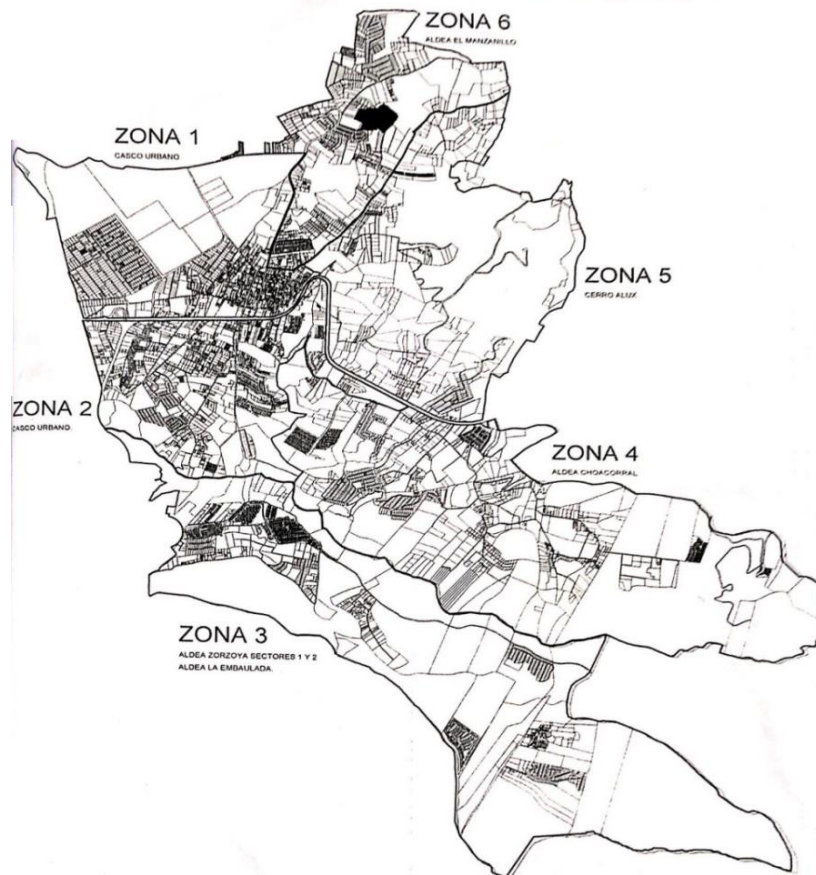 ZONA 6
ALDEA EL MANZANILLO
ZONA 1
CASCO URBANO
ZONA 5
CERRO ALUX
ZONA 2
CASCO URBANO
ZONA 4
ALDEA CHOACORRAL
ZONA 3
ALDEA ZORZOYA SECTORES 1 Y 2
ALDEA LA EMBAULADA.